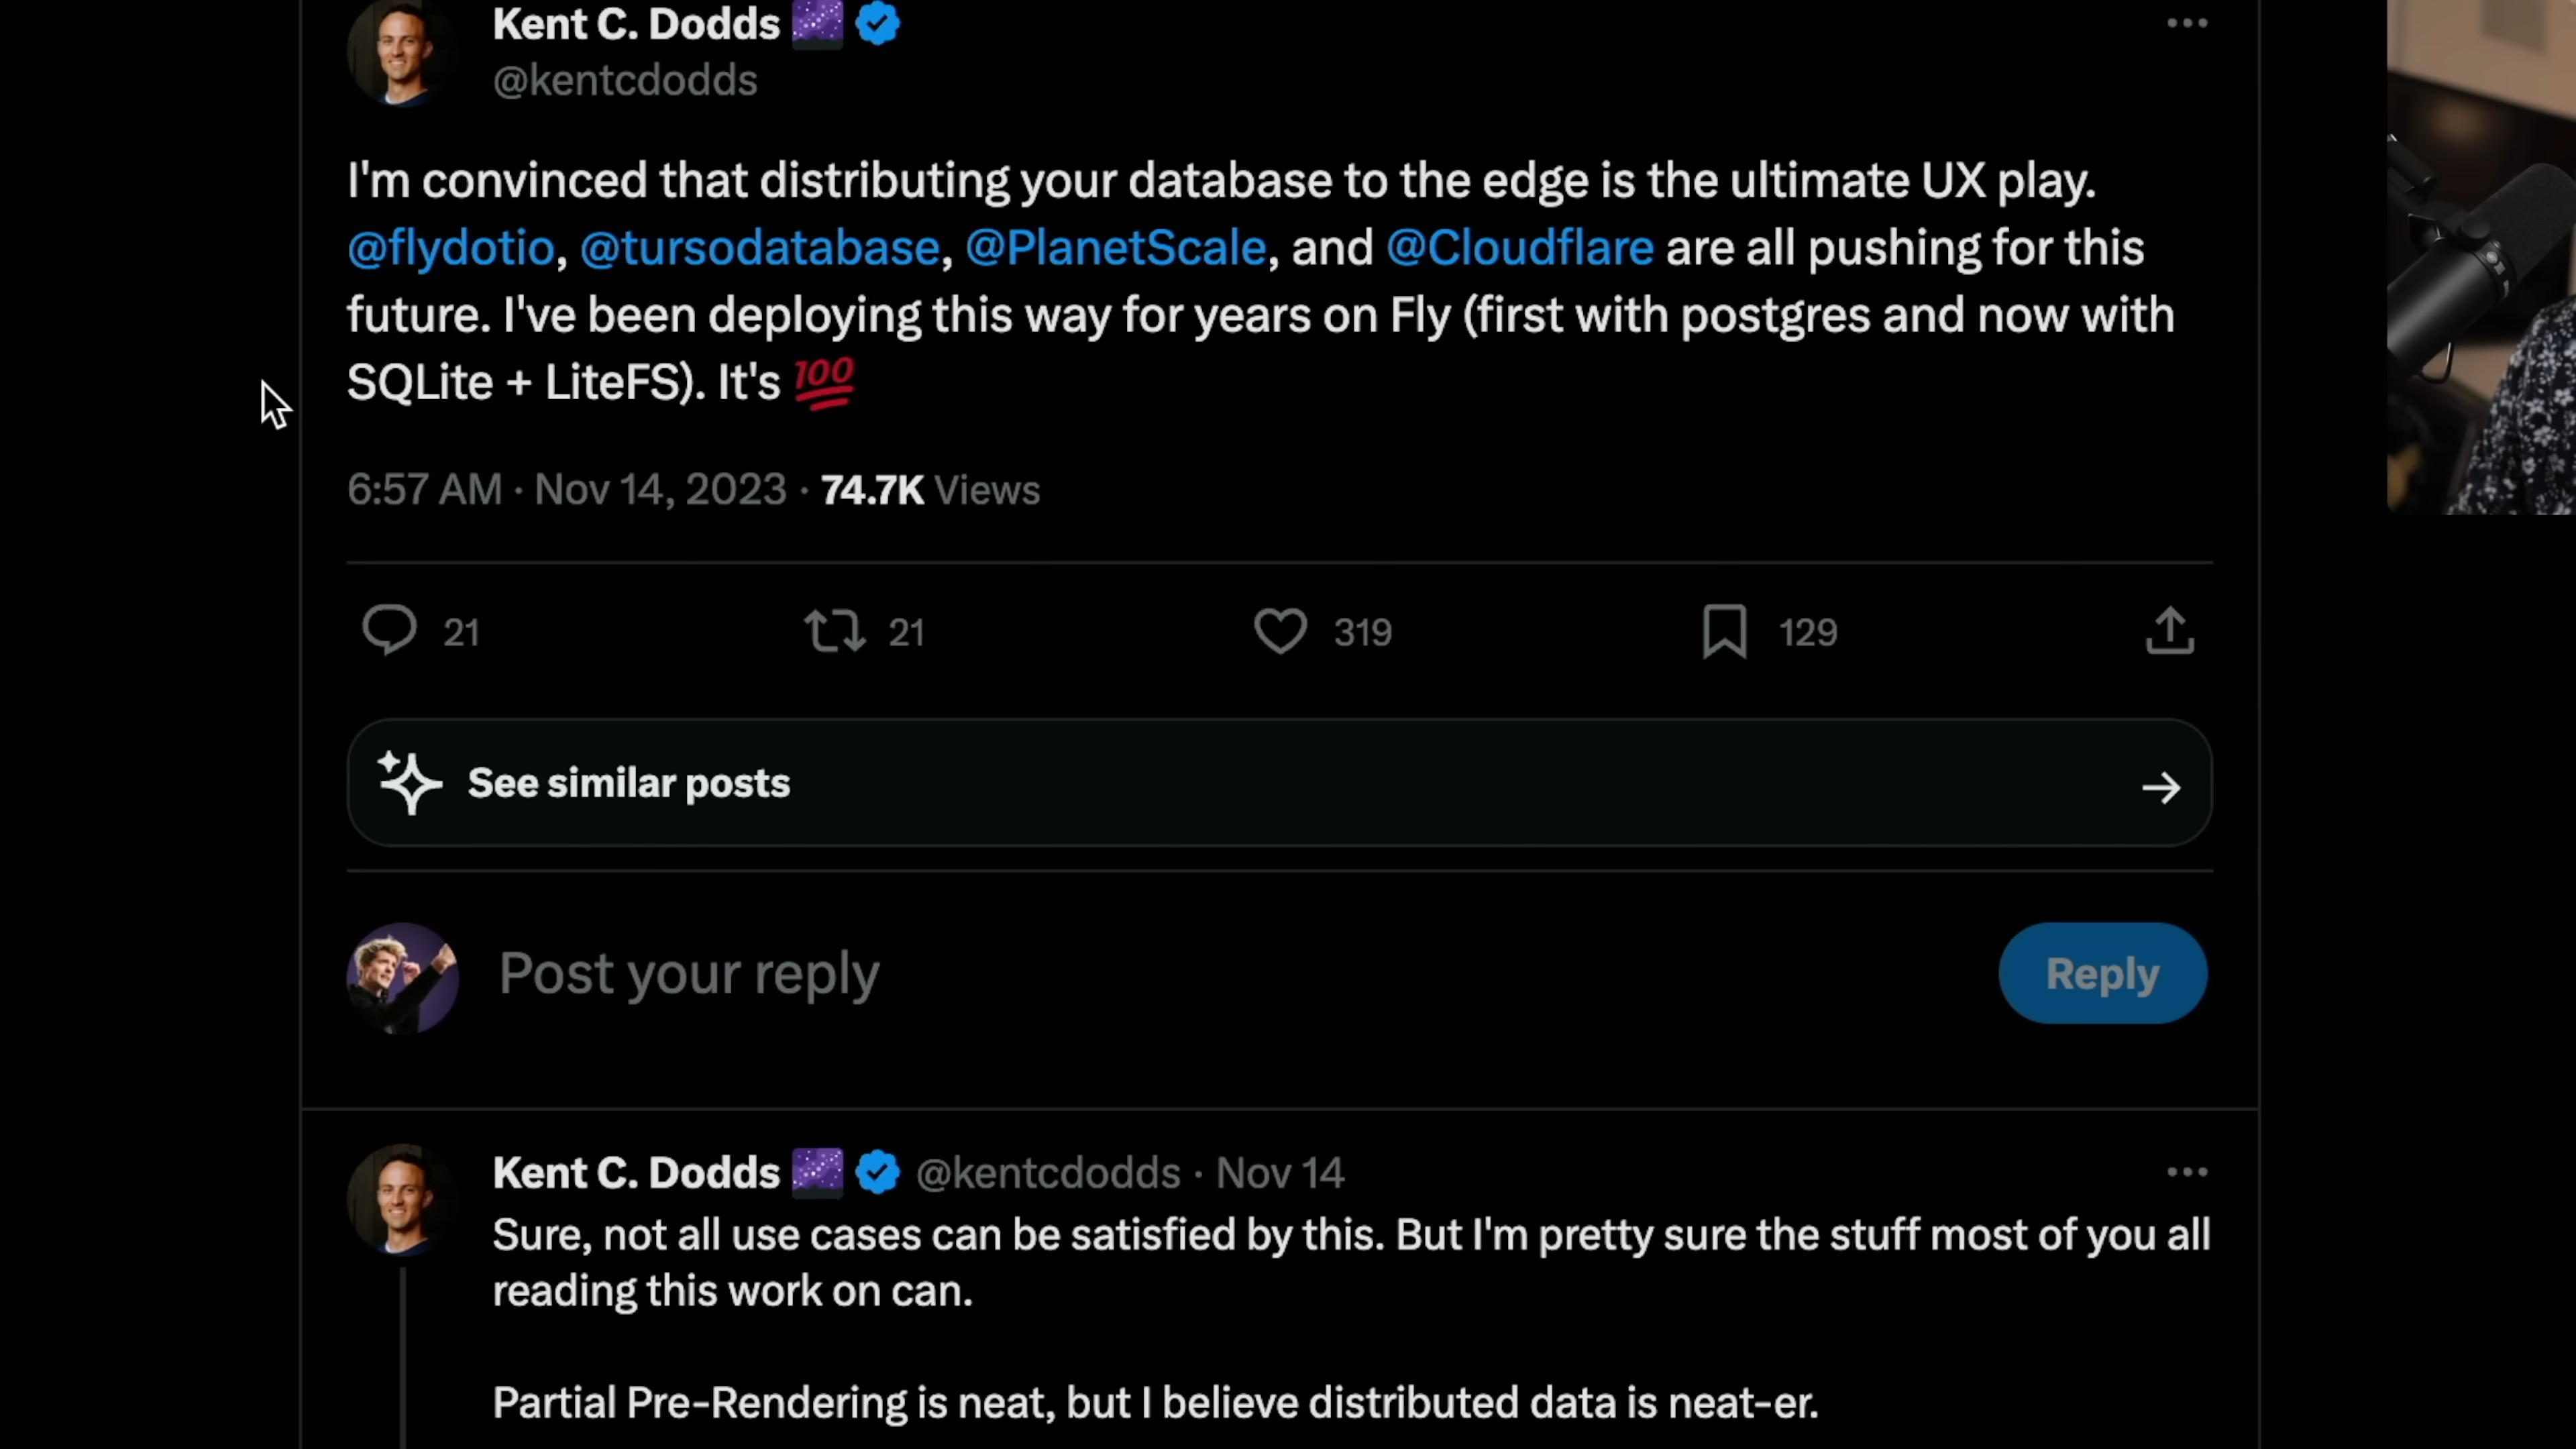 Kent C. Dodds
@kentcdodds
I'm convinced that distributing your database to the edge is the ultimate UX play.
@flydotio, @tursodatabase, @PlanetScale, and @Cloudflare are all pushing for this
future. I've been deploying this way for years on Fly (first with postgres and now with
SQLite + LiteFS). It's 💯
6:57 AM · Nov 14, 2023 · 74.7K Views
21 21 319 129
See similar posts
Post your reply
Reply
Kent C. Dodds @kentcdodds · Nov 14
Sure, not all use cases can be satisfied by this. But I'm pretty sure the stuff most of you all
reading this work on can.
Partial Pre-Rendering is neat, but I believe distributed data is neat-er.